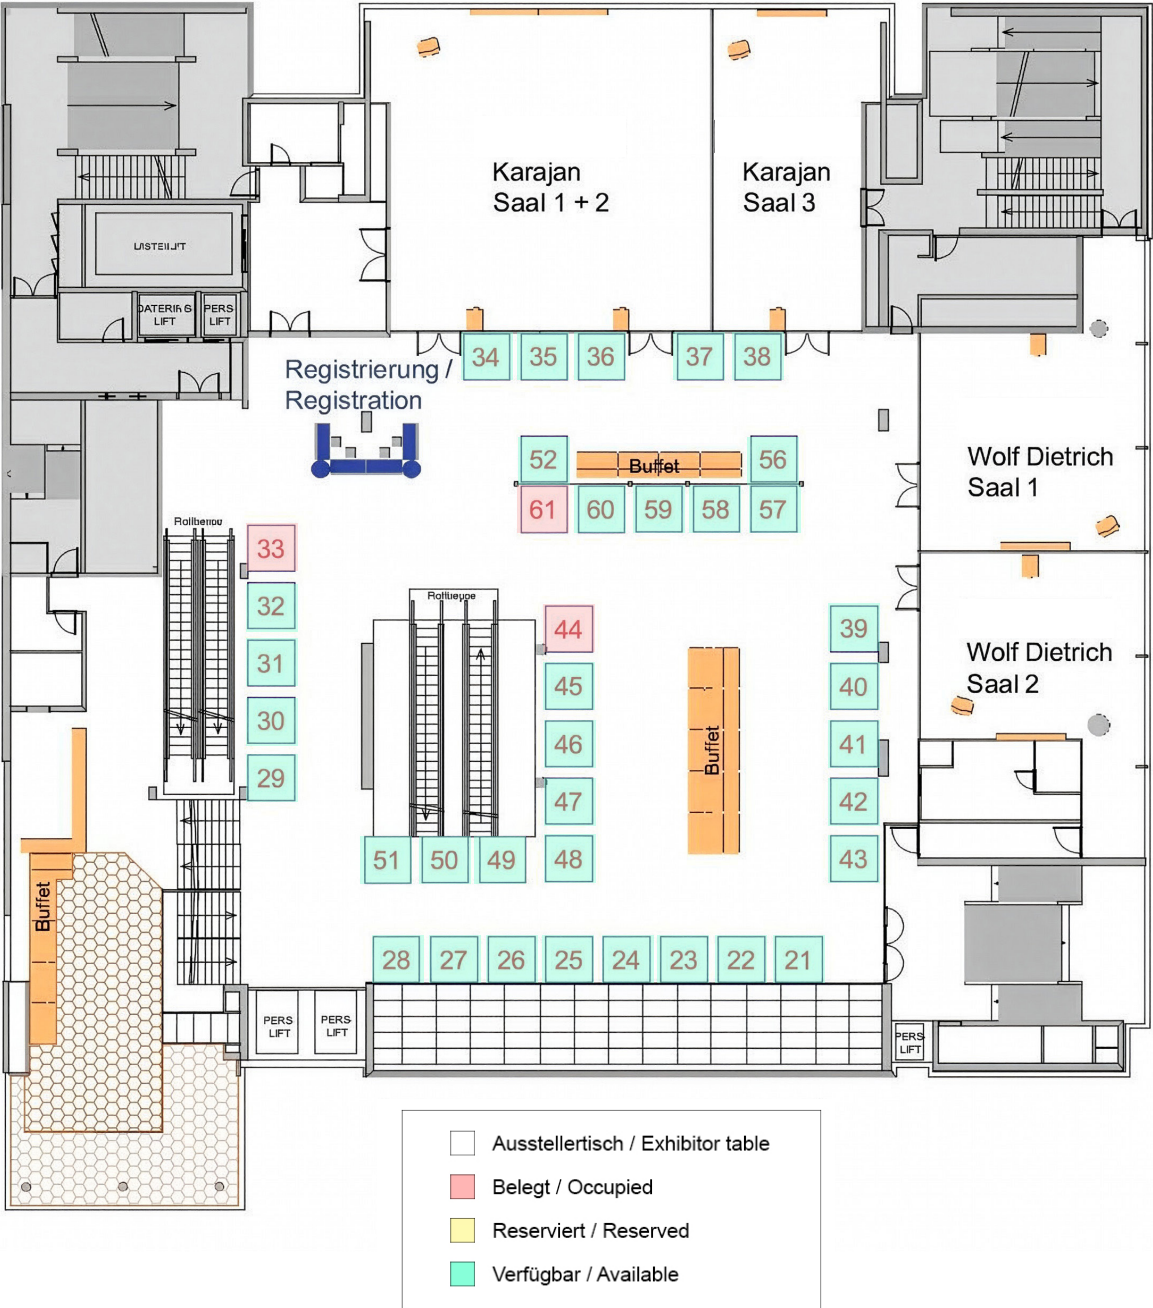 Karajan
Saal 1 + 2
Karajan
Saal 3
LIFT
PERS
LIFT
34
35
36
37
38
Registrierung /
Registration
52
Buffet
56
61
60
59
58
57
Wolf Dietrich
Saal 1
33
32
31
30
29
44
45
46
47
48
39
40
41
42
43
Buffet
Wolf Dietrich
Saal 2
51
50
49
Buffet
28
27
26
25
24
23
22
21
PERS
LIFT
PERS
LIFT
PERS
LIFT
Ausstellertisch / Exhibitor table
Belegt / Occupied
Reserviert / Reserved
Verfügbar / Available